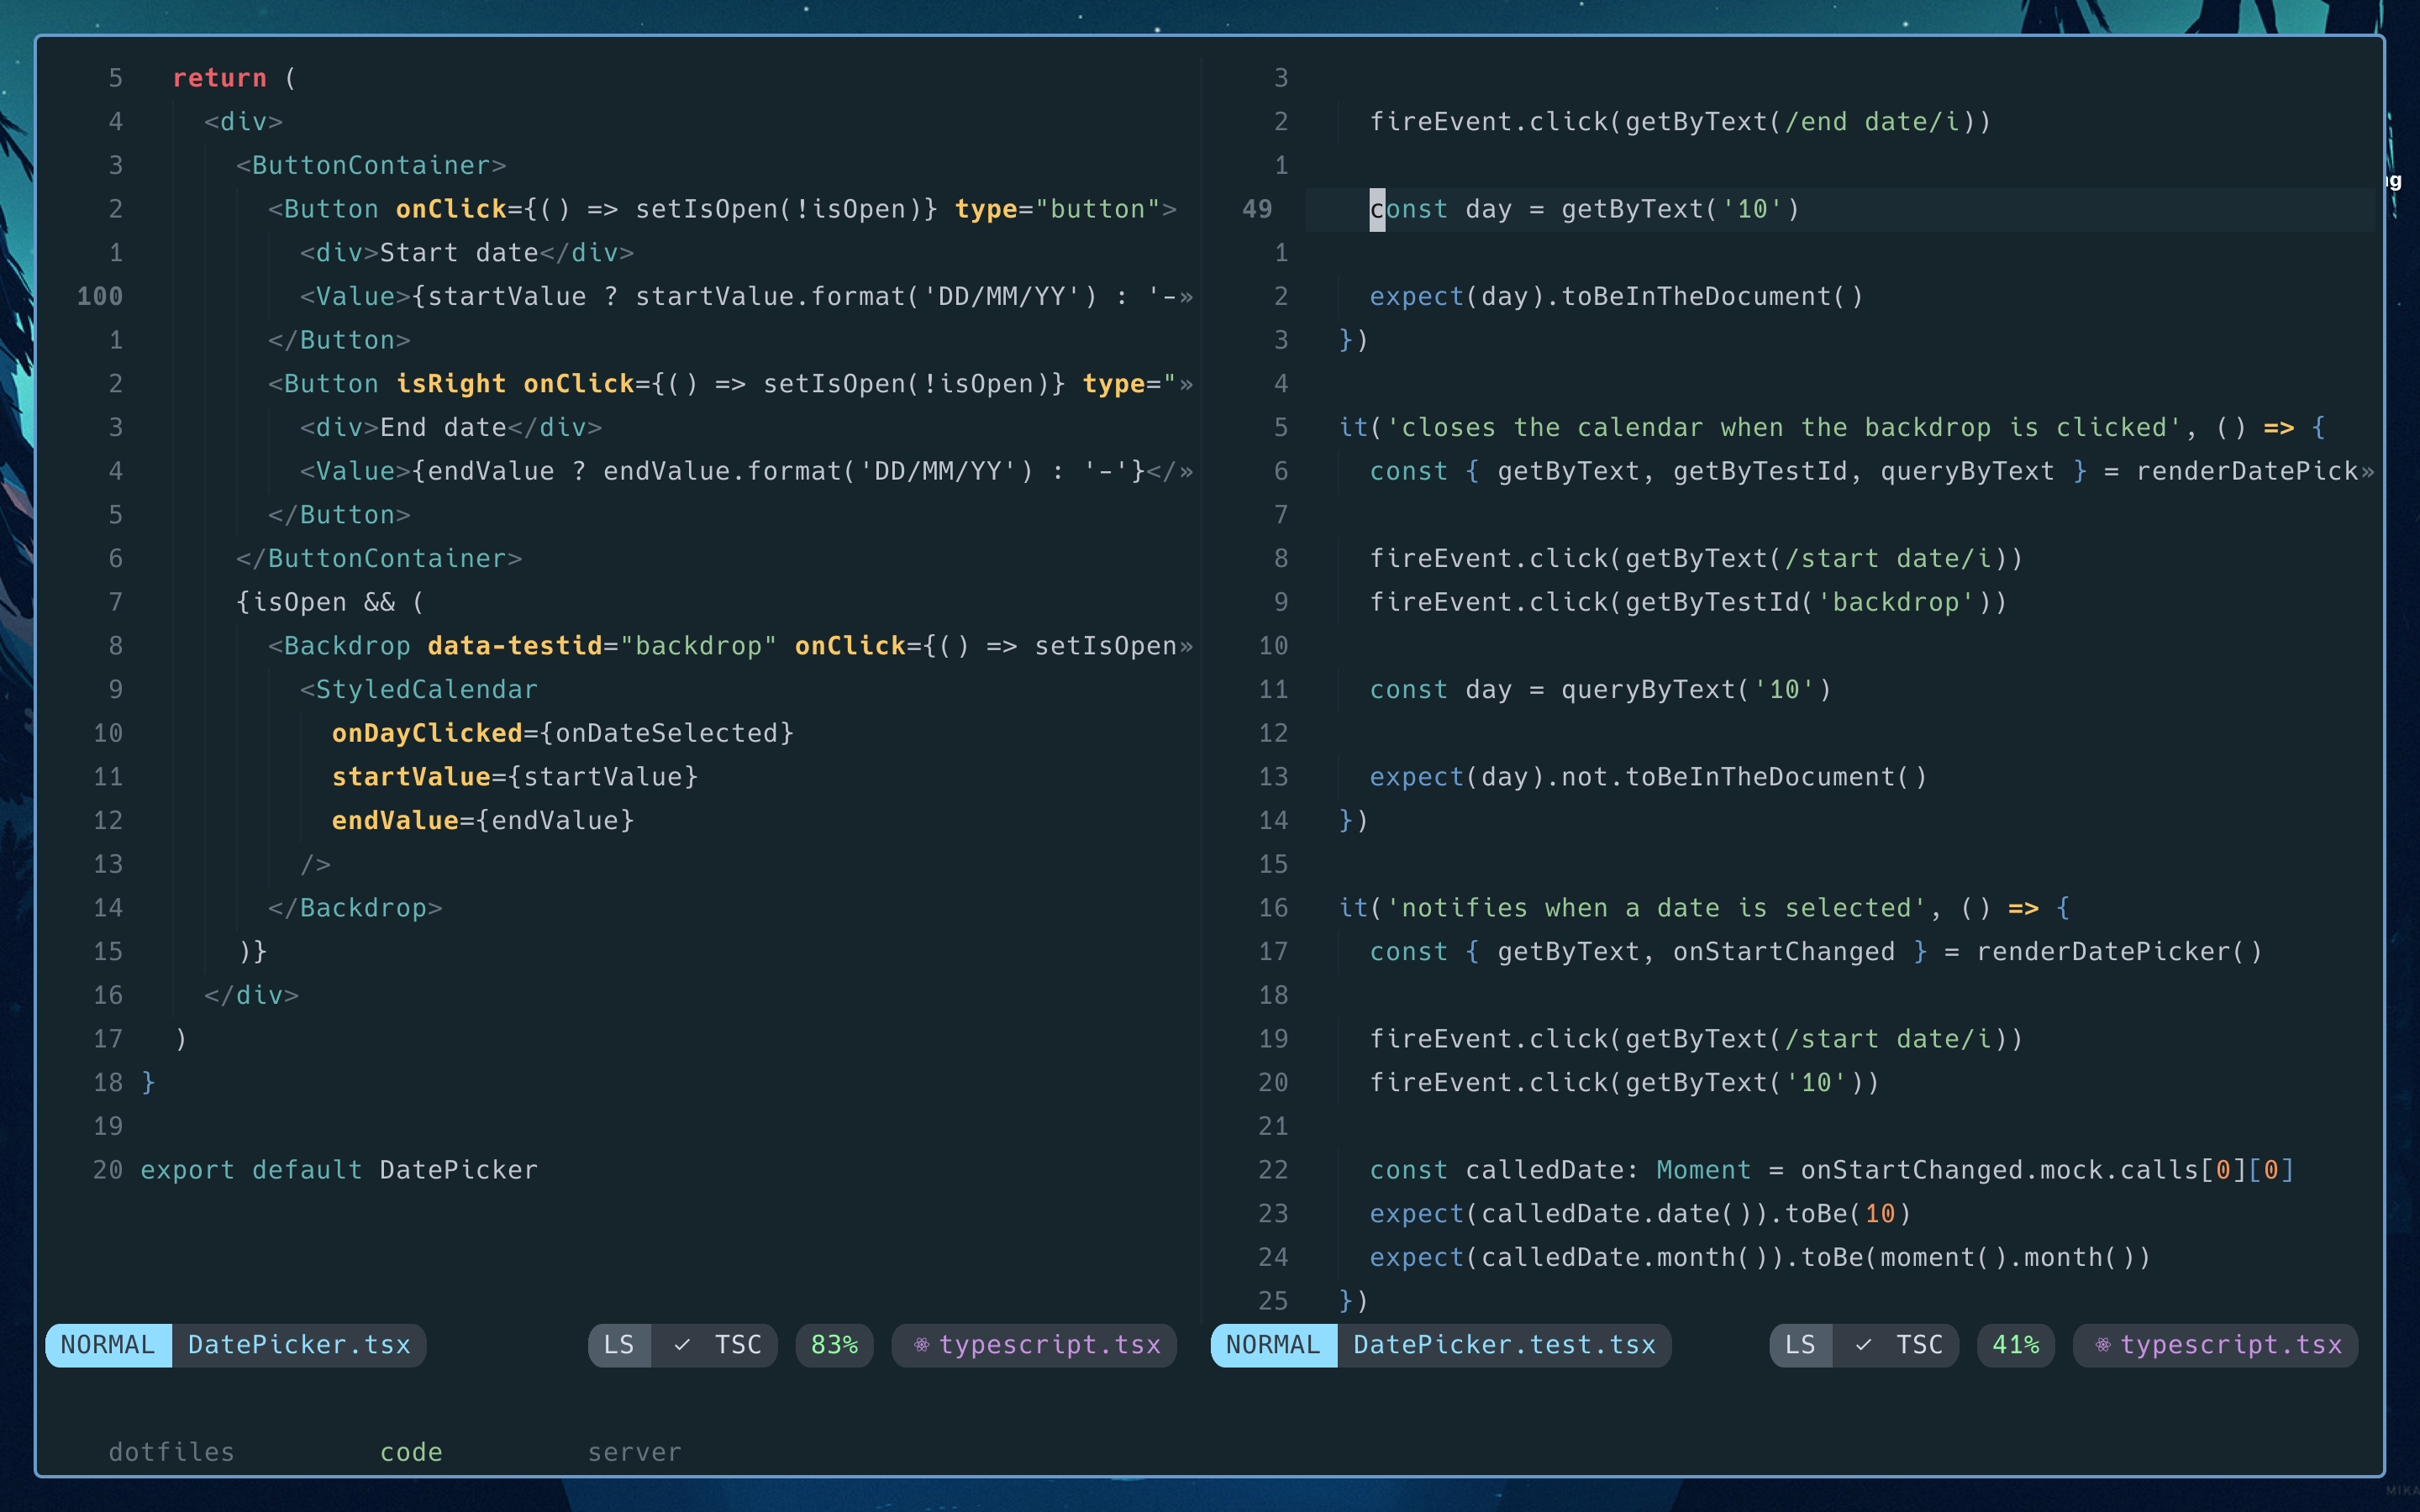 5 return (
4 <div>
3 <ButtonContainer>
2 <Button onClick={() => setIsOpen(!isOpen)} type="button">
1 <div>Start date</div>
100 <Value>{startValue ? startValue.format('DD/MM/YY') : '-»
1 </Button>
2 <Button isRight onClick={() => setIsOpen(!isOpen)} type="»
3 <div>End date</div>
4 <Value>{endValue ? endValue.format('DD/MM/YY') : '-'}</»
5 </Button>
6 </ButtonContainer>
7 {isOpen && (
8 <Backdrop data-testid="backdrop" onClick={() => setIsOpen»
9 <StyledCalendar
10 onDayClicked={onDateSelected}
11 startValue={startValue}
12 endValue={endValue}
13 />
14 </Backdrop>
15 )}
16 </div>
17 )
18 }
19
20 export default DatePicker
NORMAL DatePicker.tsx LS ✓ TSC 83% typescript.tsx
3
2 fireEvent.click(getByText(/end date/i))
1
49 const day = getByText('10')
1
2 expect(day).toBeInTheDocument()
3 })
4
5 it('closes the calendar when the backdrop is clicked', () => {
6 const { getByText, getByTestId, queryByText } = renderDatePick»
7
8 fireEvent.click(getByText(/start date/i))
9 fireEvent.click(getByTestId('backdrop'))
10
11 const day = queryByText('10')
12
13 expect(day).not.toBeInTheDocument()
14 })
15
16 it('notifies when a date is selected', () => {
17 const { getByText, onStartChanged } = renderDatePicker()
18
19 fireEvent.click(getByText(/start date/i))
20 fireEvent.click(getByText('10'))
21
22 const calledDate: Moment = onStartChanged.mock.calls[0][0]
23 expect(calledDate.date()).toBe(10)
24 expect(calledDate.month()).toBe(moment().month())
25 })
NORMAL DatePicker.test.tsx LS ✓ TSC 41% typescript.tsx
dotfiles code server